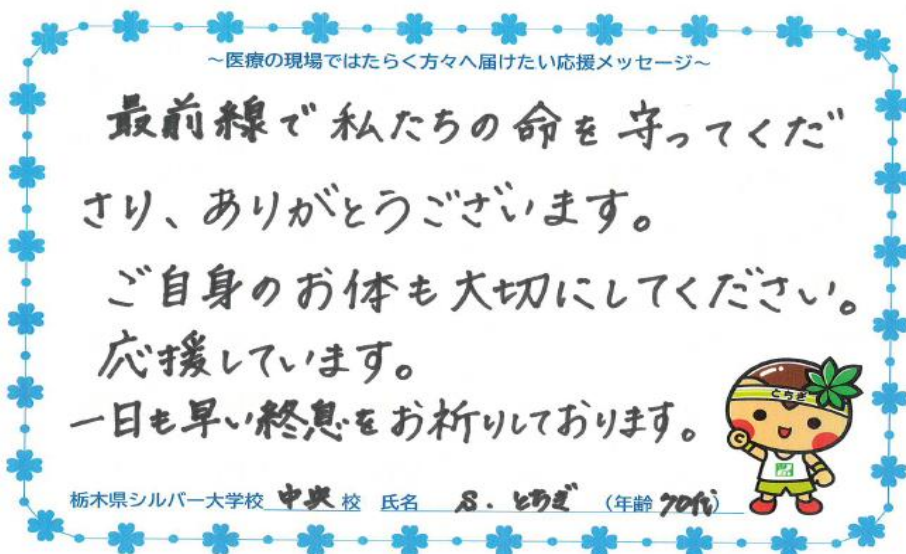 ～医療の現場ではたらく方々へ届けたい応援メッセージ～
最前線で私たちの命を守ってくだ
さり、ありがとうございます。
ご自身のお体も大切にしてください。
応援しています。
一日も早い終息をお祈りしております。
とちぎ
栃木県シルバー大学校 中央 校 氏名 S.とちぎ (年齢 70代)